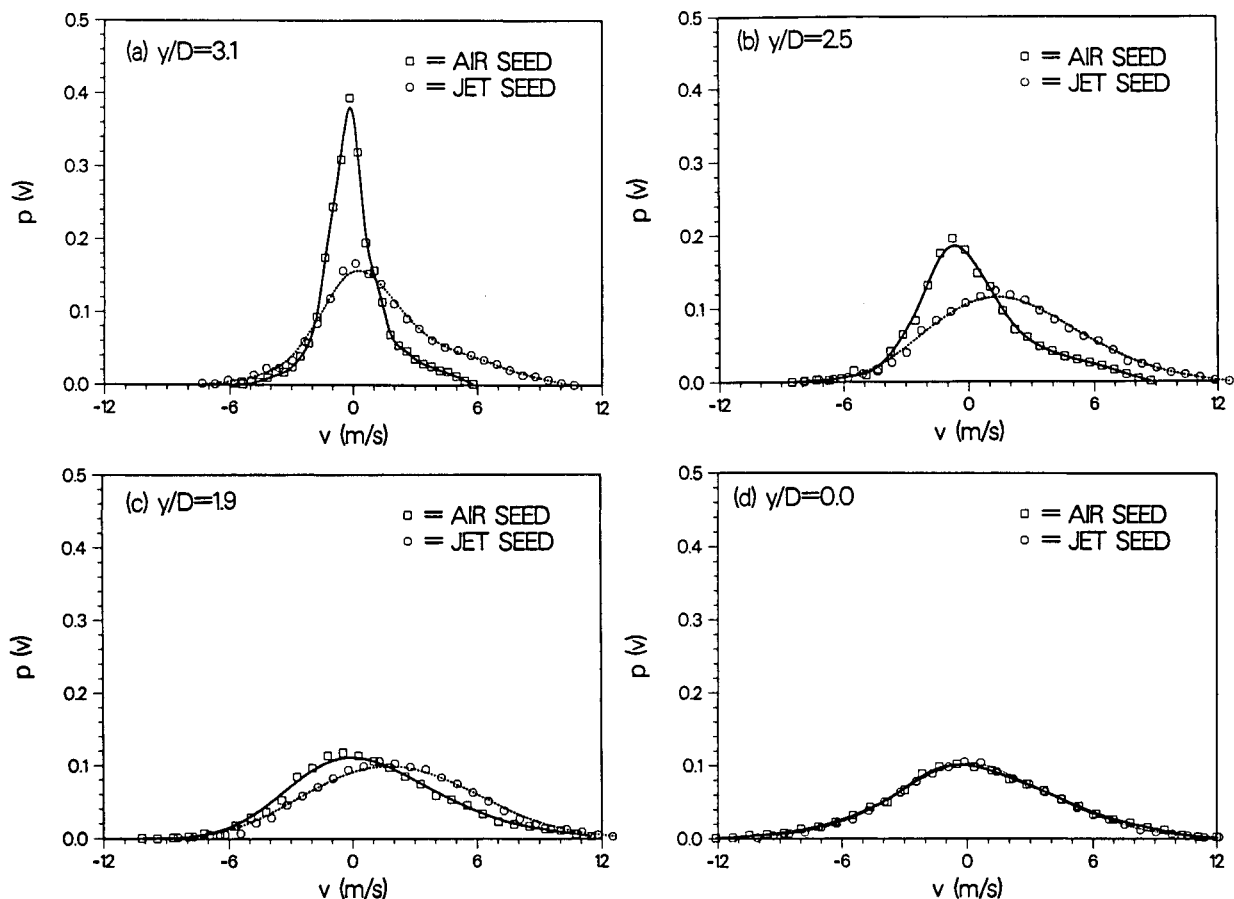 (a) y/D=3.1
□ = AIR SEED
○ = JET SEED
0.5
0.4
0.3
0.2
0.1
0.0
p (v)
-12
-6
0
6
12
v (m/s)
(b) y/D=2.5
□ = AIR SEED
○ = JET SEED
0.5
0.4
0.3
0.2
0.1
0.0
p (v)
-12
-6
0
6
12
v (m/s)
(c) y/D=1.9
□ = AIR SEED
○ = JET SEED
0.5
0.4
0.3
0.2
0.1
0.0
p (v)
-12
-6
0
6
12
v (m/s)
(d) y/D=0.0
□ = AIR SEED
○ = JET SEED
0.5
0.4
0.3
0.2
0.1
0.0
p (v)
-12
-6
0
6
12
v (m/s)